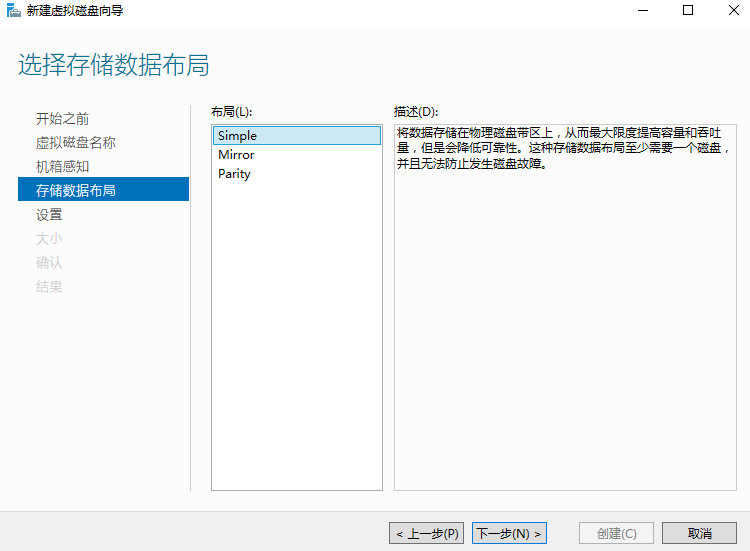 新建虚拟磁盘向导
选择存储数据布局
开始之前
虚拟磁盘名称
机箱感知
存储数据布局
设置
大小
确认
结果
布局(L):
Simple
Mirror
Parity
描述(D):
将数据存储在物理磁盘带区上，从而最大限度提高容量和吞吐
量，但是会降低可靠性。这种存储数据布局至少需要一个磁盘，
并且无法防止发生磁盘故障。
< 上一步(P)
下一步(N) >
创建(C)
取消